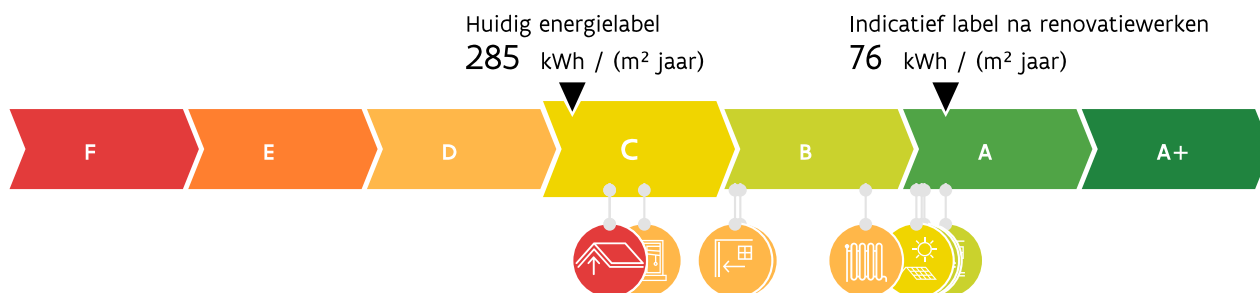 Huidig energielabel
285 kWh / (m² jaar)
Indicatief label na renovatiewerken
76 kWh / (m² jaar)
F E D C B A A+